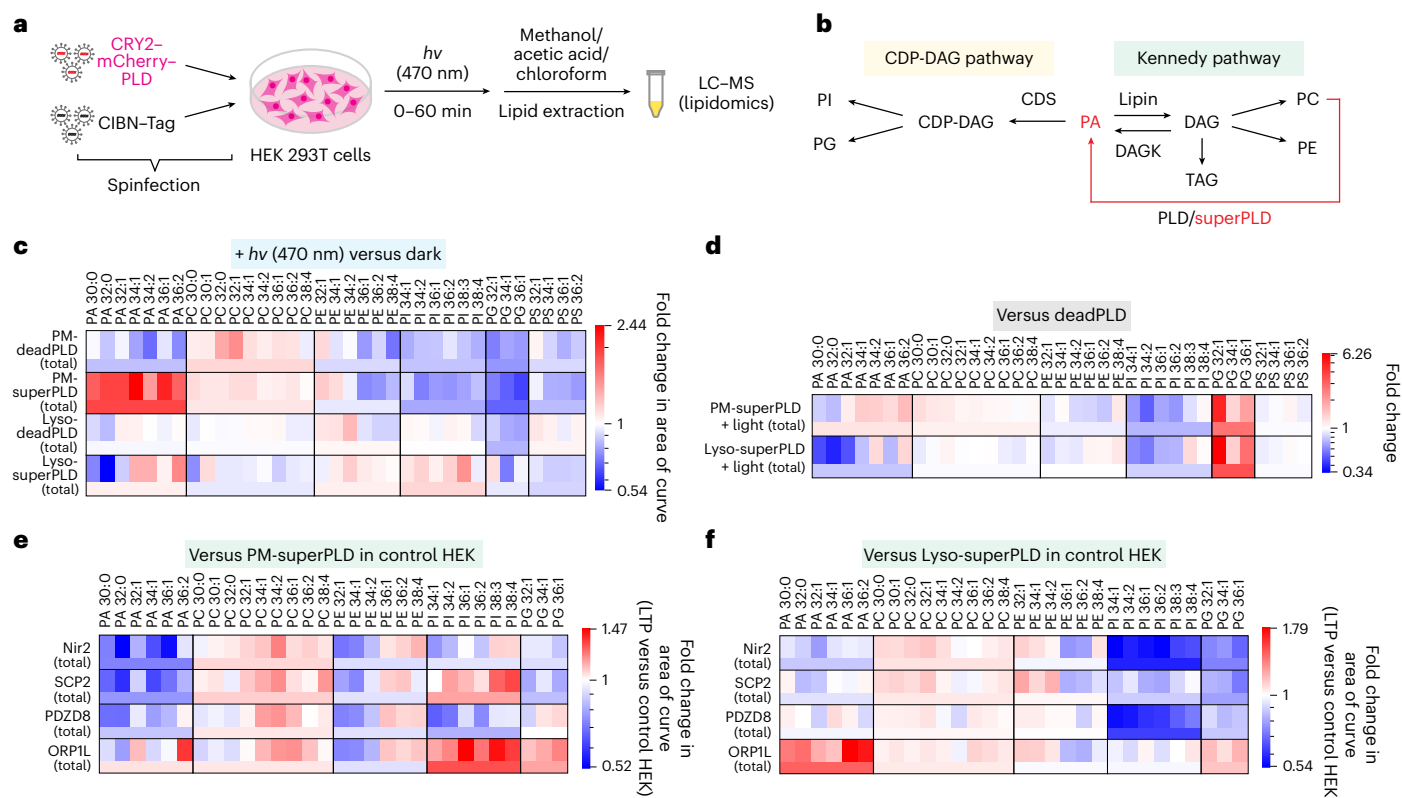 a
CRY2–
mCherry–
PLD
CIBN–Tag
Spinfection
HEK 293T cells
hv
(470 nm)
0–60 min
Methanol/
acetic acid/
chloroform
Lipid extraction
LC–MS
(lipidomics)
b
CDP-DAG pathway
Kennedy pathway
PI
PG
CDP-DAG
CDS
PA
Lipin
DAGK
DAG
TAG
PC
PE
PLD/superPLD
c
+ hv (470 nm) versus dark
PA 30:0
PA 32:0
PA 32:1
PA 34:1
PA 34:2
PA 36:1
PA 36:2
PC 30:0
PC 30:1
PC 32:0
PC 32:1
PC 34:1
PC 34:2
PC 36:1
PC 36:2
PC 38:4
PE 32:1
PE 34:1
PE 34:2
PE 36:1
PE 36:2
PE 38:4
PI 34:1
PI 34:2
PI 36:1
PI 36:2
PI 38:3
PI 38:4
PG 32:1
PG 34:1
PG 36:1
PS 32:1
PS 34:1
PS 36:1
PS 36:2
PM-
deadPLD
(total)
PM-
superPLD
(total)
Lyso-
deadPLD
(total)
Lyso-
superPLD
(total)
2.44
1
0.54
Fold change in area of curve
d
Versus deadPLD
PA 30:0
PA 32:0
PA 32:1
PA 34:1
PA 34:2
PA 36:1
PA 36:2
PC 30:0
PC 30:1
PC 32:0
PC 32:1
PC 34:1
PC 34:2
PC 36:1
PC 36:2
PC 38:4
PE 32:1
PE 34:1
PE 34:2
PE 36:1
PE 36:2
PE 38:4
PI 34:1
PI 34:2
PI 36:1
PI 36:2
PI 38:3
PI 38:4
PG 32:1
PG 34:1
PG 36:1
PS 32:1
PS 34:1
PS 36:1
PS 36:2
PM-superPLD
+ light (total)
Lyso-superPLD
+ light (total)
6.26
1
0.34
Fold change
e
Versus PM-superPLD in control HEK
PA 30:0
PA 32:0
PA 32:1
PA 34:1
PA 36:1
PA 36:2
PC 30:0
PC 30:1
PC 32:0
PC 32:1
PC 34:1
PC 34:2
PC 36:1
PC 36:2
PC 38:4
PE 32:1
PE 34:1
PE 34:2
PE 36:1
PE 36:2
PE 38:4
PI 34:1
PI 34:2
PI 36:1
PI 36:2
PI 38:3
PI 38:4
PG 32:1
PG 34:1
PG 36:1
Nir2
(total)
SCP2
(total)
PDZD8
(total)
ORP1L
(total)
1.47
1
0.52
Fold change in
area of curve
(LTP versus control HEK)
f
Versus Lyso-superPLD in control HEK
PA 30:0
PA 32:0
PA 32:1
PA 34:1
PA 36:1
PA 36:2
PC 30:0
PC 30:1
PC 32:0
PC 32:1
PC 34:1
PC 34:2
PC 36:1
PC 36:2
PC 38:4
PE 32:1
PE 34:1
PE 34:2
PE 36:1
PE 36:2
PE 38:4
PI 34:1
PI 34:2
PI 36:1
PI 36:2
PI 38:3
PI 38:4
PG 32:1
PG 34:1
PG 36:1
Nir2
(total)
SCP2
(total)
PDZD8
(total)
ORP1L
(total)
1.79
1
0.54
Fold change in
area of curve
(LTP versus control HEK